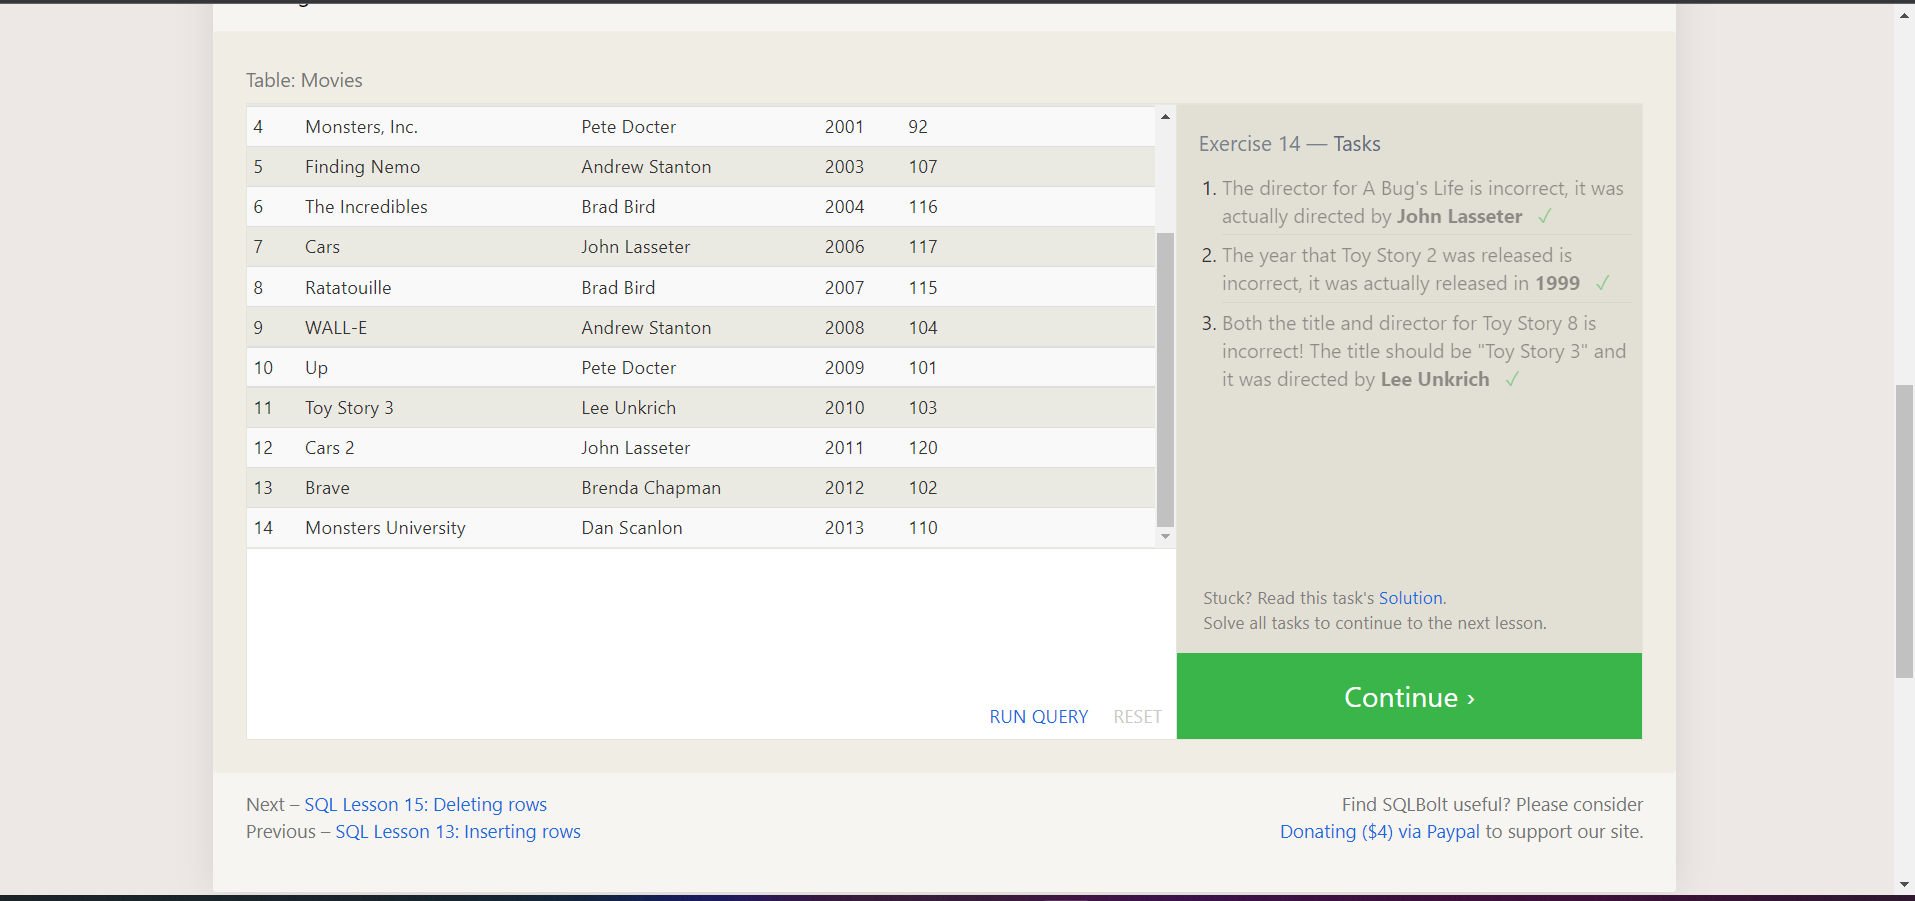 Table: Movies
4 Monsters, Inc. Pete Docter 2001 92
5 Finding Nemo Andrew Stanton 2003 107
6 The Incredibles Brad Bird 2004 116
7 Cars John Lasseter 2006 117
8 Ratatouille Brad Bird 2007 115
9 WALL-E Andrew Stanton 2008 104
10 Up Pete Docter 2009 101
11 Toy Story 3 Lee Unkrich 2010 103
12 Cars 2 John Lasseter 2011 120
13 Brave Brenda Chapman 2012 102
14 Monsters University Dan Scanlon 2013 110
RUN QUERY RESET
Exercise 14 — Tasks
1. The director for A Bug's Life is incorrect, it was
actually directed by John Lasseter ✓
2. The year that Toy Story 2 was released is
incorrect, it was actually released in 1999 ✓
3. Both the title and director for Toy Story 8 is
incorrect! The title should be "Toy Story 3" and
it was directed by Lee Unkrich ✓
Stuck? Read this task's Solution.
Solve all tasks to continue to the next lesson.
Continue ›
Next – SQL Lesson 15: Deleting rows
Previous – SQL Lesson 13: Inserting rows
Find SQLBolt useful? Please consider
Donating ($4) via Paypal to support our site.